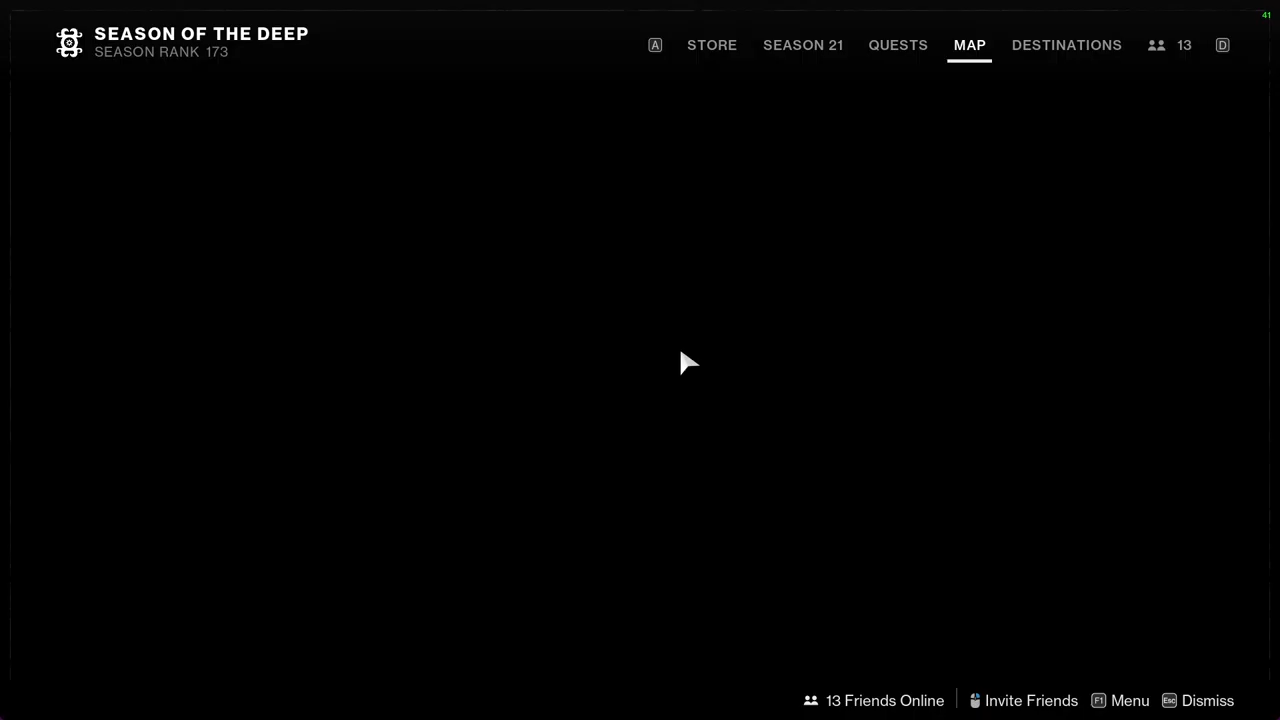 41
SEASON OF THE DEEP
SEASON RANK 173
A STORE SEASON 21 QUESTS MAP DESTINATIONS 13 D
13 Friends Online Invite Friends F1 Menu Esc Dismiss